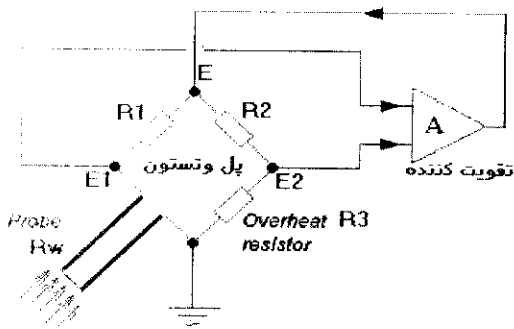 E
R1
R2
A
E1
پل وتستون
E2
تقویت کننده
Probe
Rw
Overheat R3
resistor